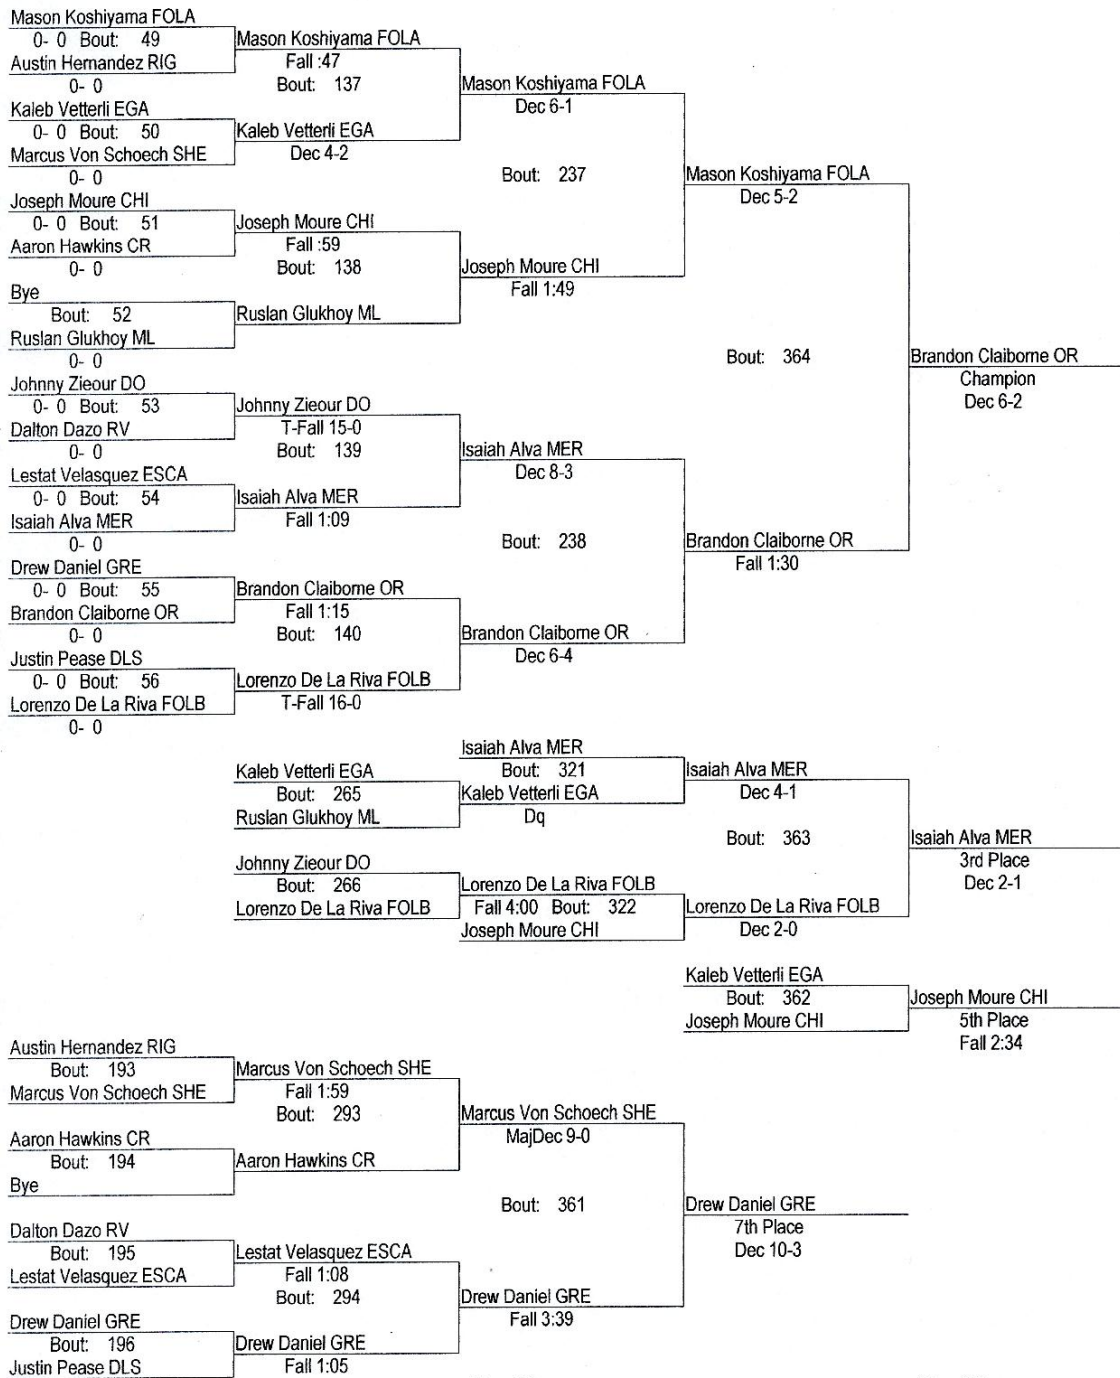 Mason Koshiyama FOLA
0- 0 Bout: 49
Austin Hernandez RIG
0- 0
Kaleb Vetterli EGA
0- 0 Bout: 50
Marcus Von Schoech SHE
0- 0
Joseph Moure CHI
0- 0 Bout: 51
Aaron Hawkins CR
0- 0
Bye
Bout: 52
Ruslan Glukhoy ML
0- 0
Johnny Zieour DO
0- 0 Bout: 53
Dalton Dazo RV
0- 0
Lestat Velasquez ESCA
0- 0 Bout: 54
Isaiah Alva MER
0- 0
Drew Daniel GRE
0- 0 Bout: 55
Brandon Claiborne OR
0- 0
Justin Pease DLS
0- 0 Bout: 56
Lorenzo De La Riva FOLB
0- 0
Mason Koshiyama FOLA
Fall :47
Bout: 137
Kaleb Vetterli EGA
Dec 4-2
Joseph Moure CHI
Fall :59
Bout: 138
Ruslan Glukhoy ML
Johnny Zieour DO
T-Fall 15-0
Bout: 139
Isaiah Alva MER
Fall 1:09
Brandon Claiborne OR
Fall 1:15
Bout: 140
Lorenzo De La Riva FOLB
T-Fall 16-0
Mason Koshiyama FOLA
Dec 6-1
Bout: 237
Joseph Moure CHI
Fall 1:49
Isaiah Alva MER
Dec 8-3
Bout: 238
Brandon Claiborne OR
Dec 6-4
Mason Koshiyama FOLA
Dec 5-2
Bout: 364
Brandon Claiborne OR
Fall 1:30
Brandon Claiborne OR
Champion
Dec 6-2
Kaleb Vetterli EGA
Bout: 265
Ruslan Glukhoy ML
Johnny Zieour DO
Bout: 266
Lorenzo De La Riva FOLB
Isaiah Alva MER
Bout: 321
Kaleb Vetterli EGA
Dq
Lorenzo De La Riva FOLB
Fall 4:00 Bout: 322
Joseph Moure CHI
Isaiah Alva MER
Dec 4-1
Bout: 363
Lorenzo De La Riva FOLB
Dec 2-0
Isaiah Alva MER
3rd Place
Dec 2-1
Kaleb Vetterli EGA
Bout: 362
Joseph Moure CHI
Joseph Moure CHI
5th Place
Fall 2:34
Austin Hernandez RIG
Bout: 193
Marcus Von Schoech SHE
Aaron Hawkins CR
Bout: 194
Bye
Dalton Dazo RV
Bout: 195
Lestat Velasquez ESCA
Drew Daniel GRE
Bout: 196
Justin Pease DLS
Marcus Von Schoech SHE
Fall 1:59
Bout: 293
Aaron Hawkins CR
Lestat Velasquez ESCA
Fall 1:08
Bout: 294
Drew Daniel GRE
Fall 1:05
Marcus Von Schoech SHE
MajDec 9-0
Bout: 361
Drew Daniel GRE
Fall 3:39
Drew Daniel GRE
7th Place
Dec 10-3